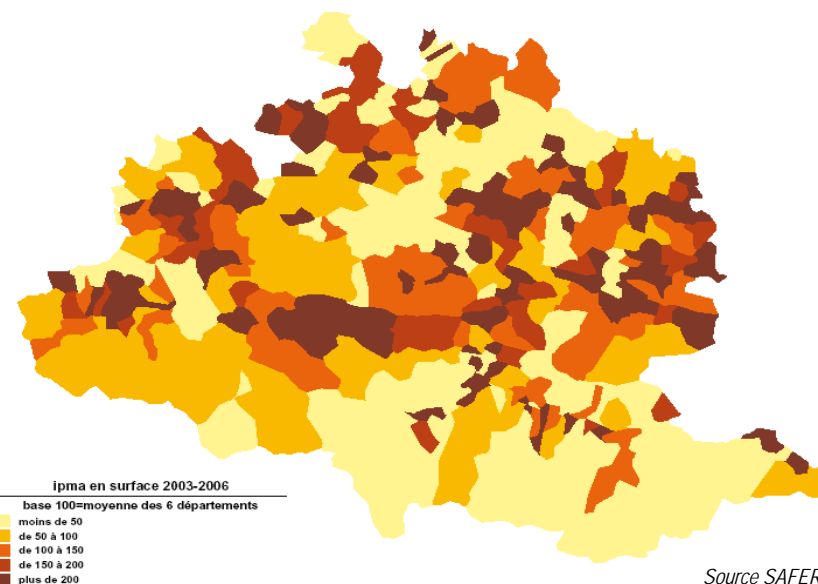 ipma en surface 2003-2006
base 100=moyenne des 6 départements
moins de 50
de 50 à 100
de 100 à 150
de 150 à 200
plus de 200
Source SAFER